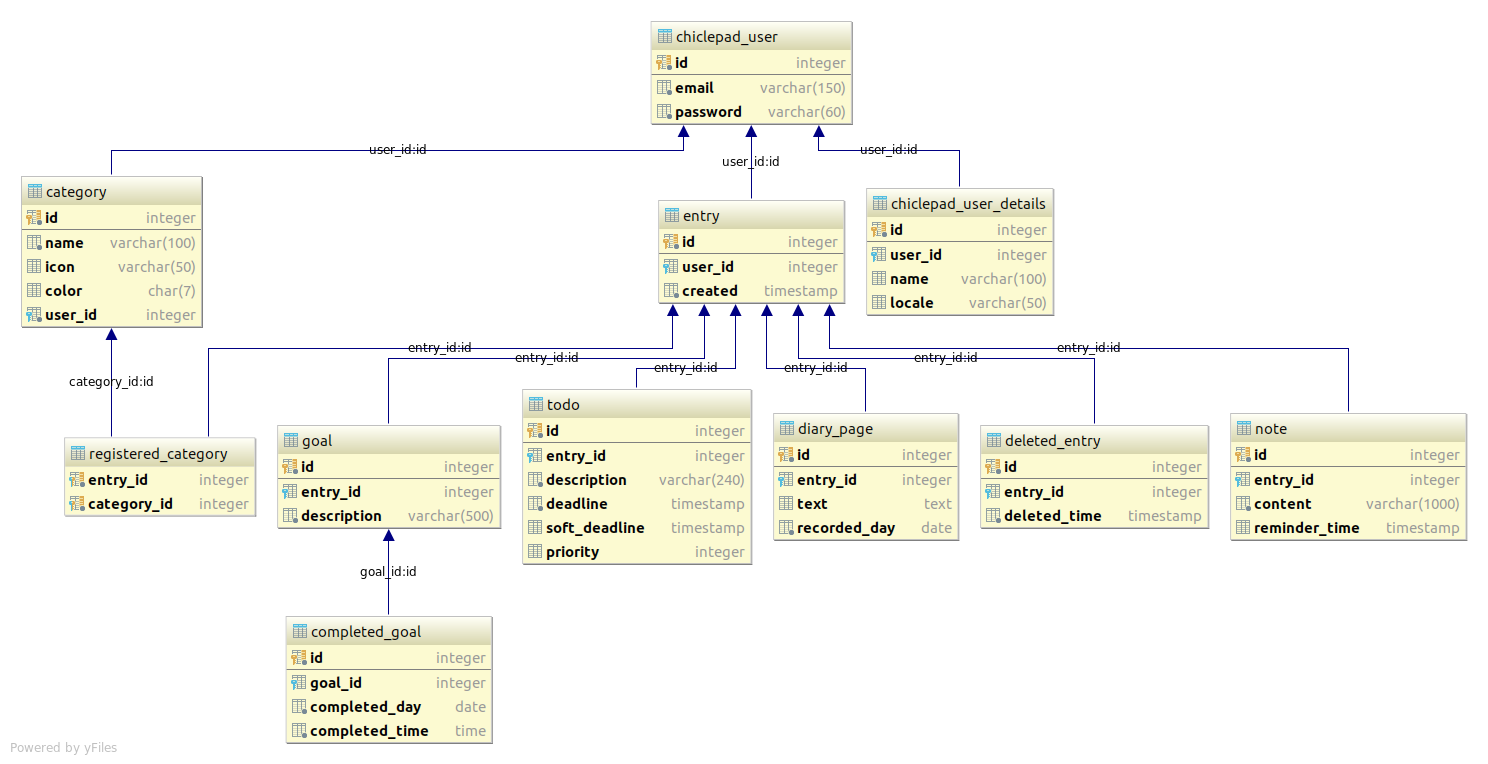 chiclepad_user
id integer
email varchar(150)
password varchar(60)
user_id:id
user_id:id
user_id:id
category
id integer
name varchar(100)
icon varchar(50)
color char(7)
user_id integer
entry
id integer
user_id integer
created timestamp
chiclepad_user_details
id integer
user_id integer
name varchar(100)
locale varchar(50)
category_id:id
entry_id:id
entry_id:id
entry_id:id
entry_id:id
entry_id:id
entry_id:id
registered_category
entry_id integer
category_id integer
goal
id integer
entry_id integer
description varchar(500)
todo
id integer
entry_id integer
description varchar(240)
deadline timestamp
soft_deadline timestamp
priority integer
diary_page
id integer
entry_id integer
text text
recorded_day date
deleted_entry
id integer
entry_id integer
deleted_time timestamp
note
id integer
entry_id integer
content varchar(1000)
reminder_time timestamp
goal_id:id
completed_goal
id integer
goal_id integer
completed_day date
completed_time time
Powered by yFiles